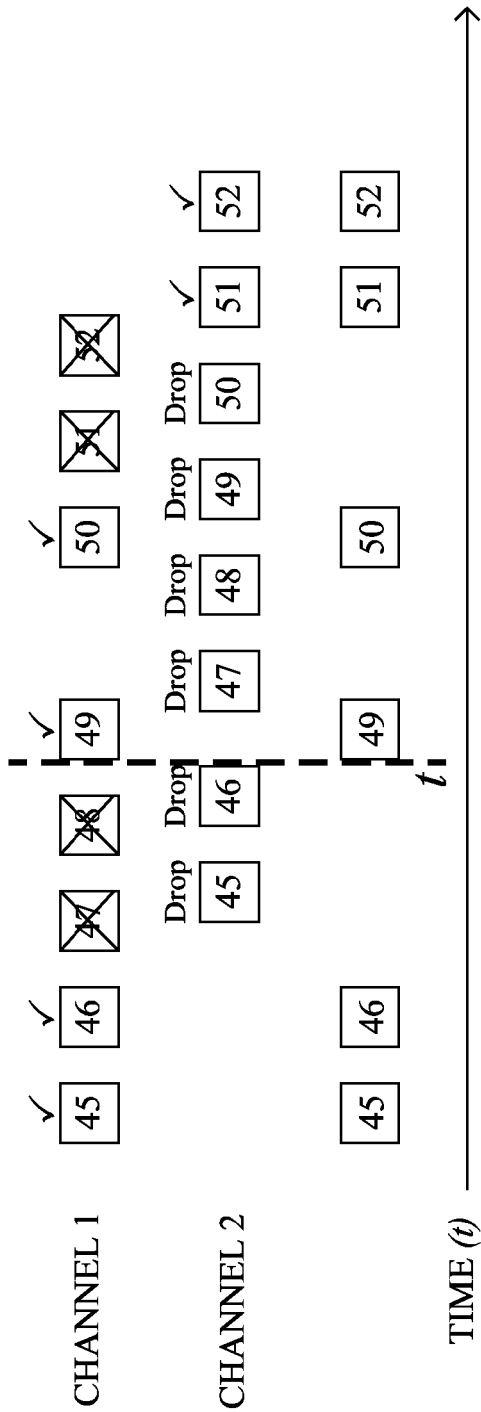 ✓ ✓ ✓ ✓
CHANNEL 1 45 46 47 48 49 50 51 52
Drop Drop Drop Drop Drop Drop ✓ ✓
CHANNEL 2 45 46 47 48 49 50 51 52
45 46 49 50 51 52
t
TIME (t)